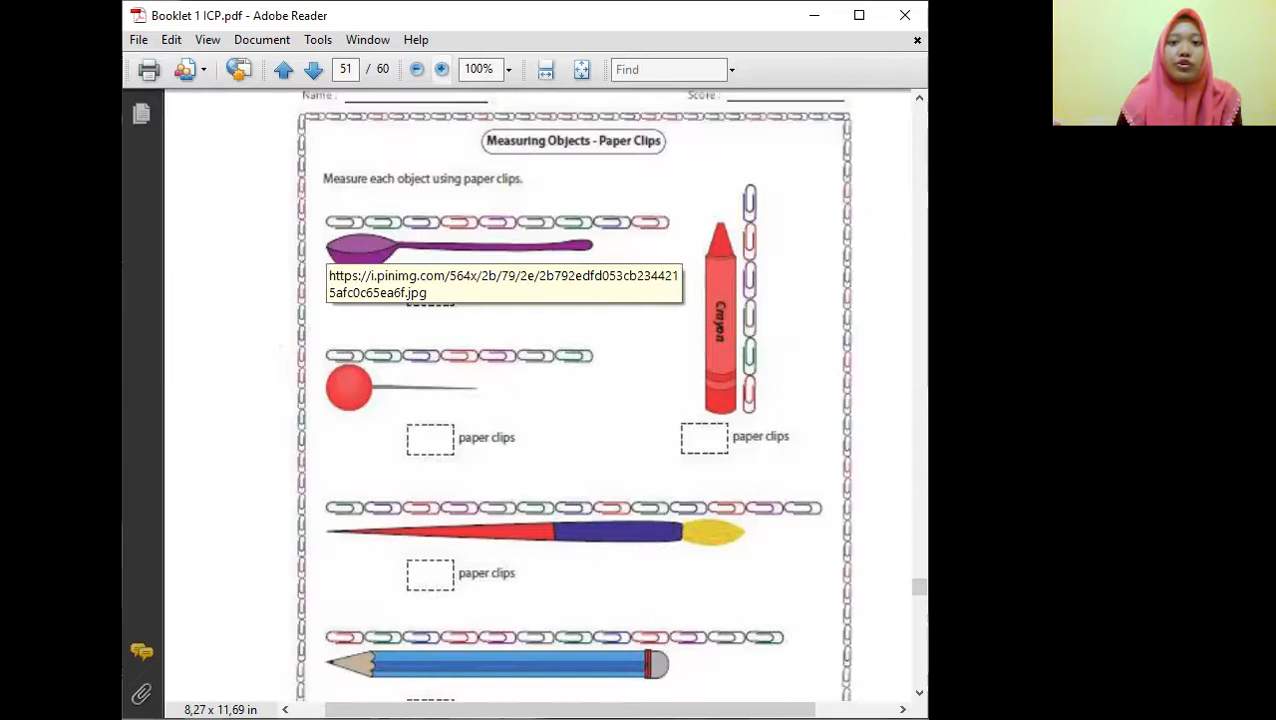 Booklet 1 ICP.pdf - Adobe Reader
File Edit View Document Tools Window Help
51 / 60 100% Find
Name : Score :
Measuring Objects - Paper Clips
Measure each object using paper clips.
https://i.pinimg.com/564x/2b/79/2e/2b792edfd053cb234421
5afc0c65ea6f.jpg
Crayon
paper clips
paper clips
paper clips
8,27 x 11,69 in